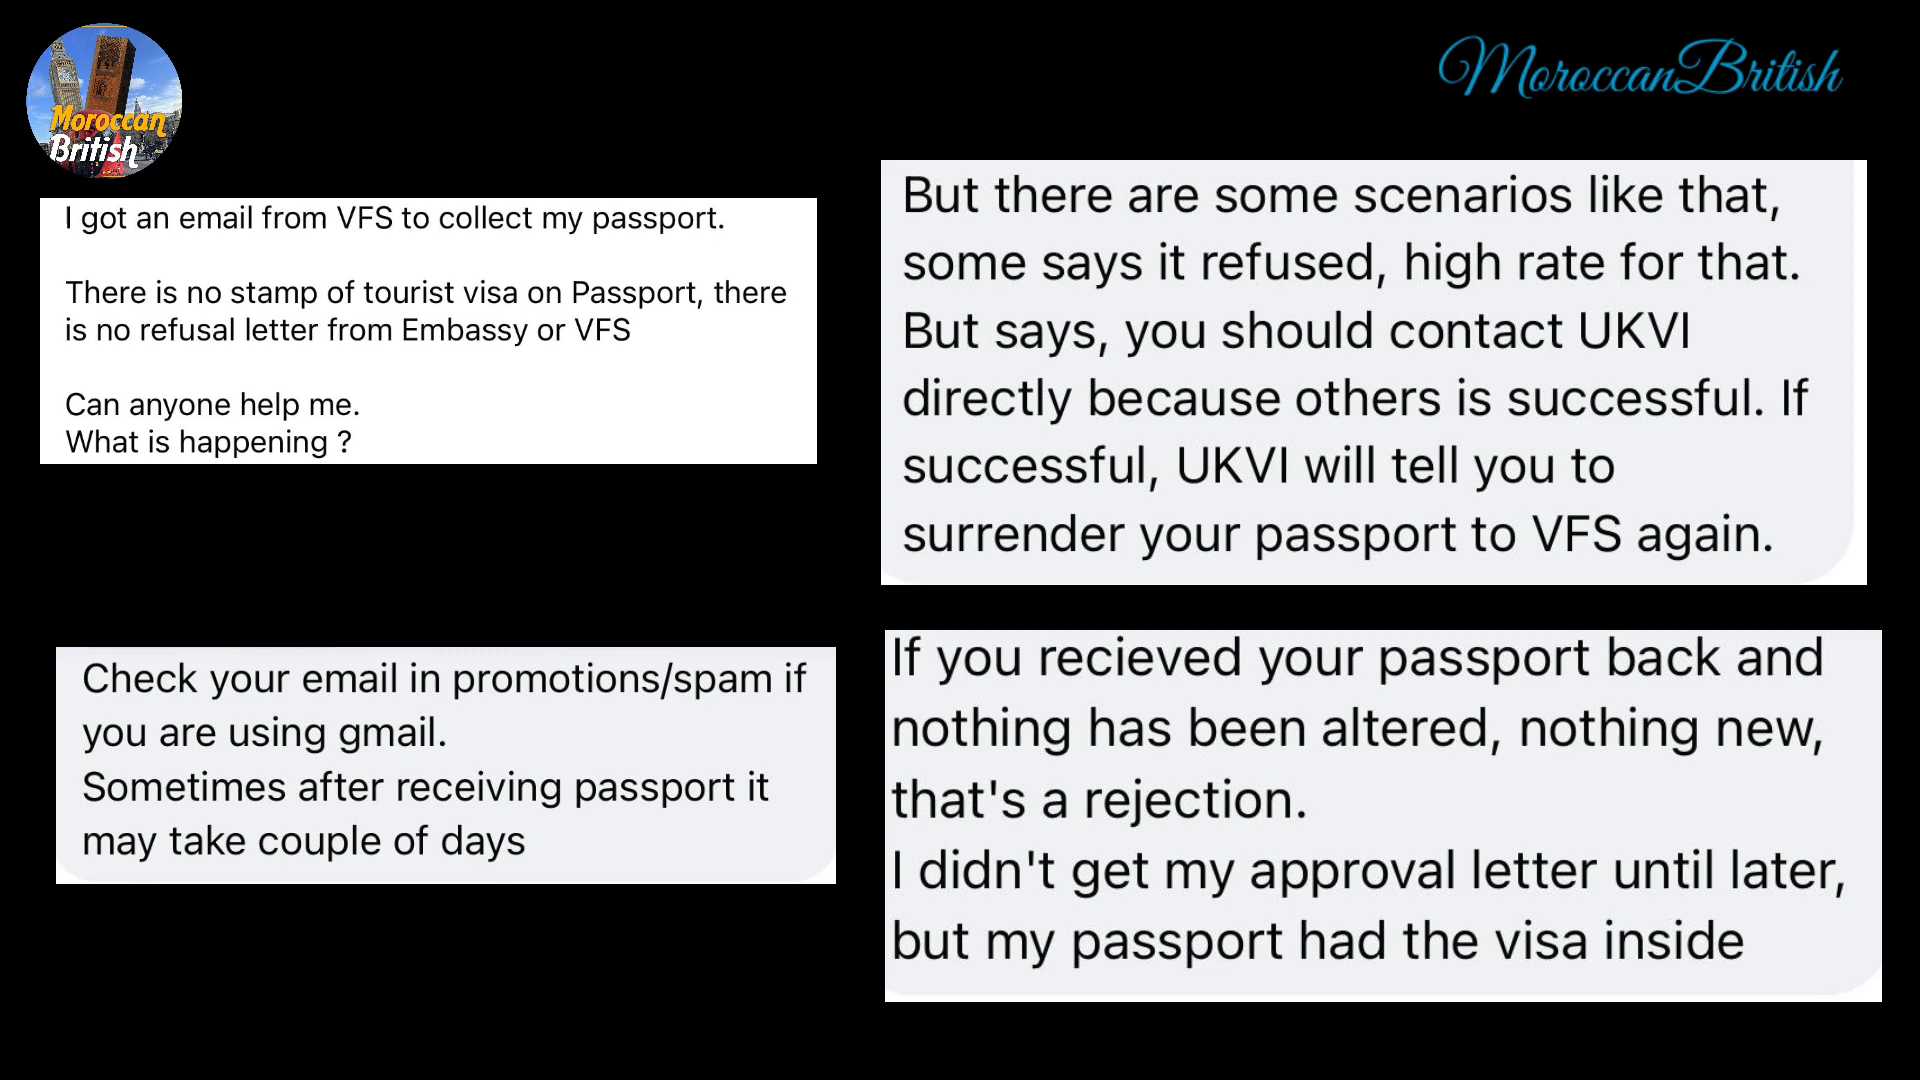 Moroccan
British
MoroccanBritish
I got an email from VFS to collect my passport.
There is no stamp of tourist visa on Passport, there
is no refusal letter from Embassy or VFS
Can anyone help me.
What is happening ?
But there are some scenarios like that,
some says it refused, high rate for that.
But says, you should contact UKVI
directly because others is successful. If
successful, UKVI will tell you to
surrender your passport to VFS again.
Check your email in promotions/spam if
you are using gmail.
Sometimes after receiving passport it
may take couple of days
If you recieved your passport back and
nothing has been altered, nothing new,
that's a rejection.
I didn't get my approval letter until later,
but my passport had the visa inside